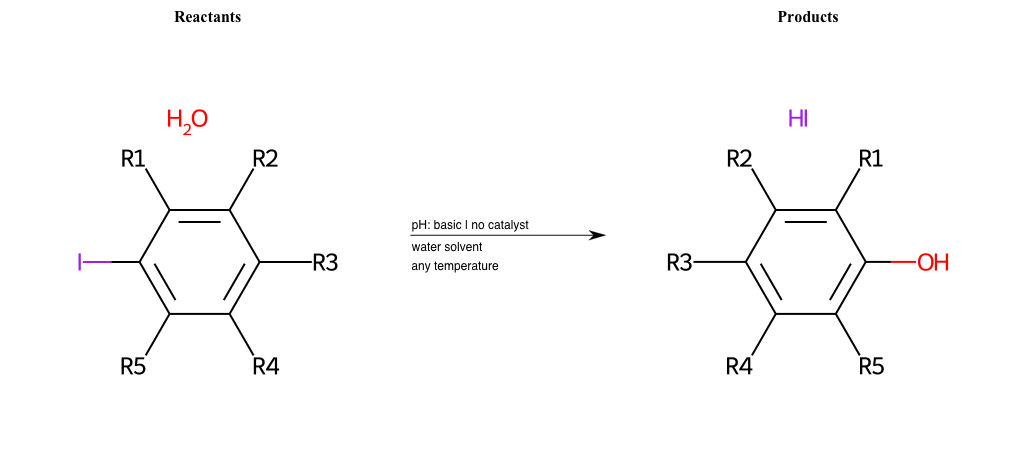 Reactants
Products
H2O
HI
R1
R2
R2
R1
pH: basic | no catalyst
water solvent
any temperature
I
R3
R3
OH
R5
R4
R4
R5